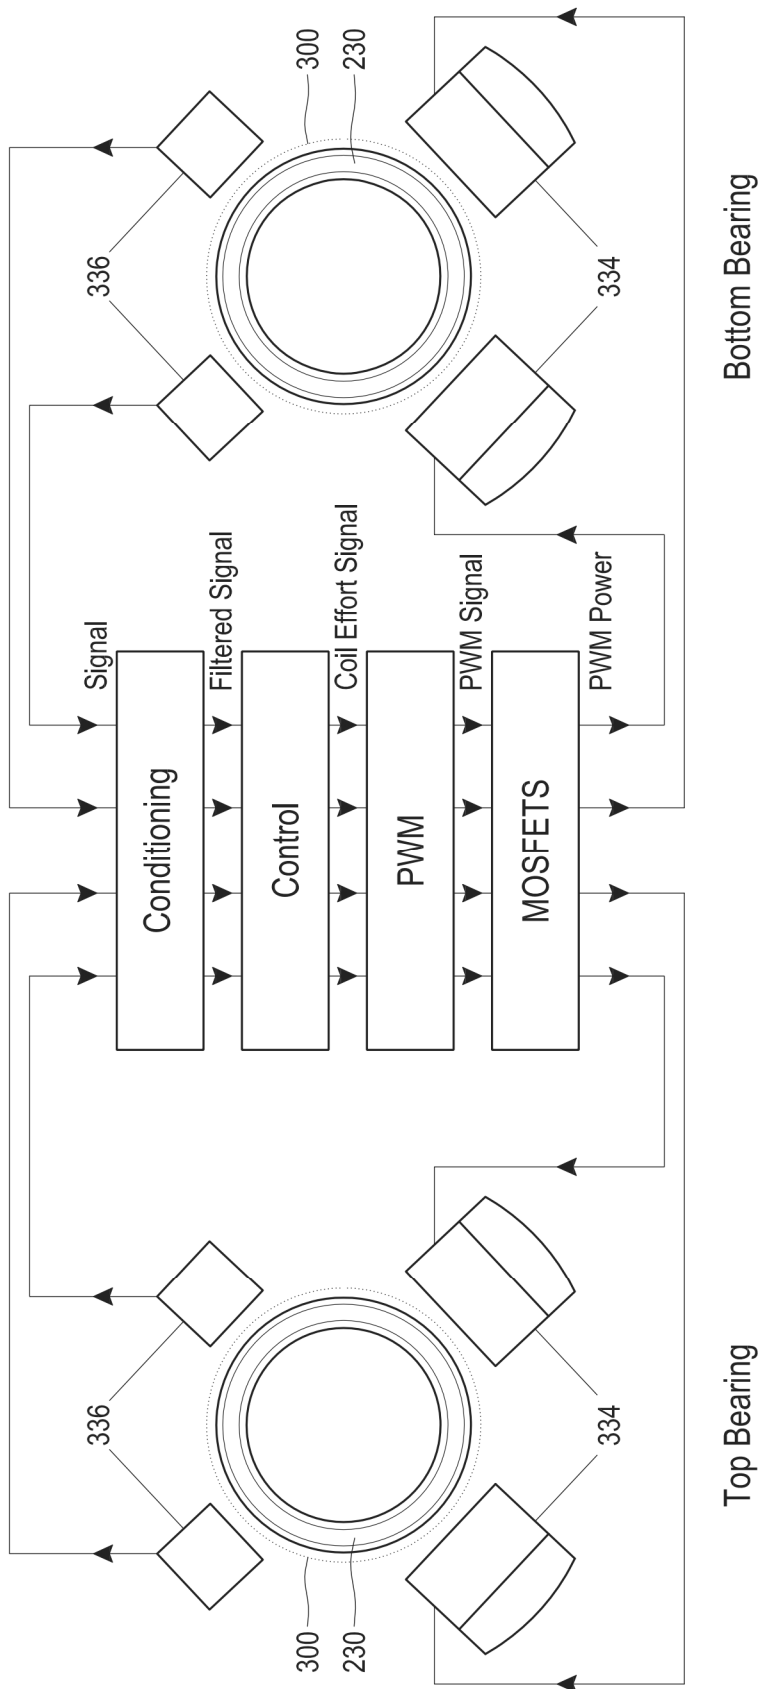 336
Signal
336
Conditioning
Filtered Signal
Control
300
300
230
Coil Effort Signal
230
PWM
PWM Signal
MOSFETS
334
PWM Power
334
Top Bearing
Bottom Bearing